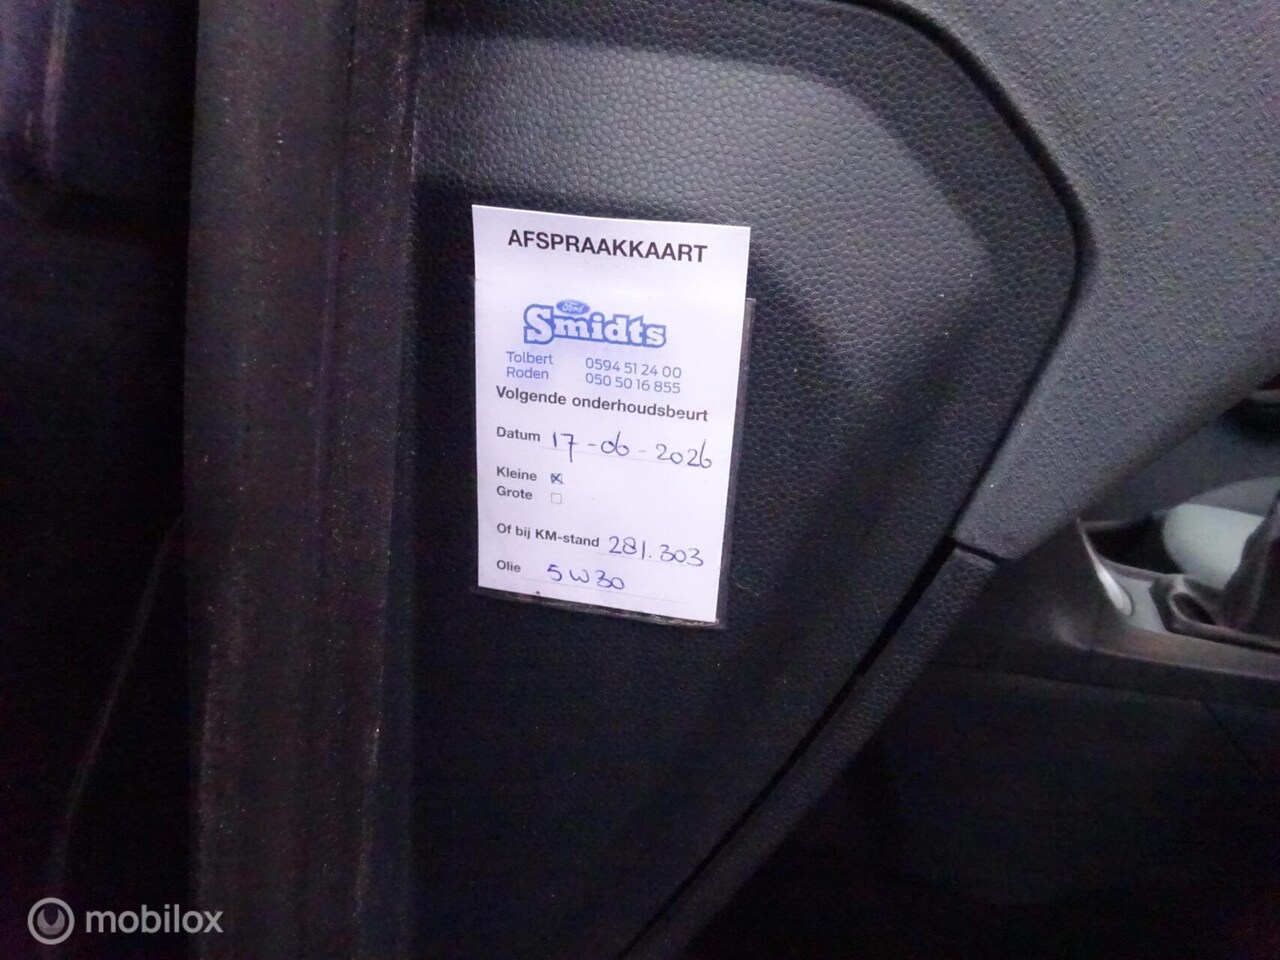 AFSPRAAKKAART
Ford
Smidts
Tolbert 0594 51 24 00
Roden 050 50 16 855
Volgende onderhoudsbeurt
Datum 17-06-2026
Kleine
Grote
Of bij KM-stand 281.303
Olie 5W30
mobilox